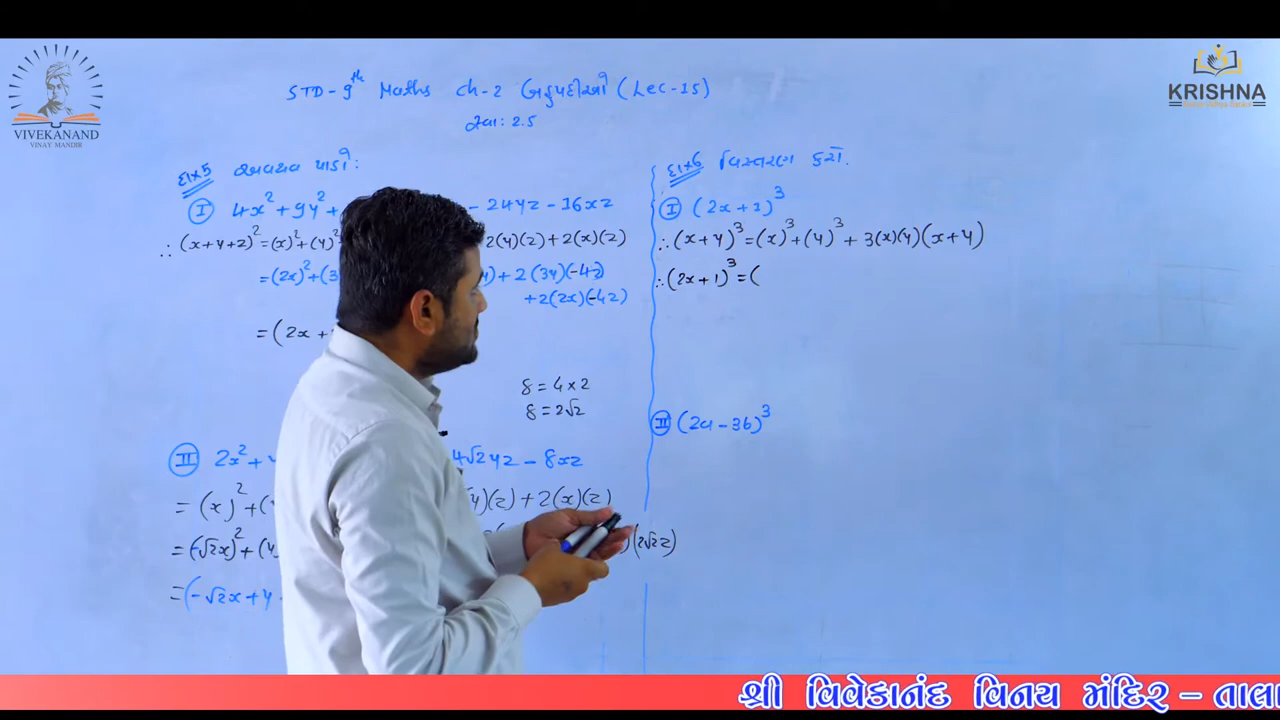 VIVEKANAND
VINAY MANDIR
KRISHNA
STD-9th Maths Ch-2 બહુપદીઓ (Lec-15)
સ્વા: 2.5
દા×5 અવયવ પાડો:
I 4x² + 9y² + - 24yz - 16xz
∴ (x+y+z)² = (x)² + (y)² 2(y)(z) + 2(x)(z)
= (2x)² + (3 y) + 2(3y)(-4z)
+ 2(2x)(-4z)
= (2x +
8 = 4 × 2
8 = 2√2
II 2x² + 4√2yz - 8xz
= (x)² + ( y)(z) + 2(x)(z)
= (-√2x)² + (y )(2√2z)
= (-√2x + y
દા×6 વિસ્તરણ કરો.
I (2x+1)³
∴ (x+y)³ = (x)³ + (y)³ + 3(x)(y)(x+y)
∴ (2x+1)³ = (
II (2a - 3b)³
શ્રી વિવેકાનંદ વિનય મંદિર – તાલા